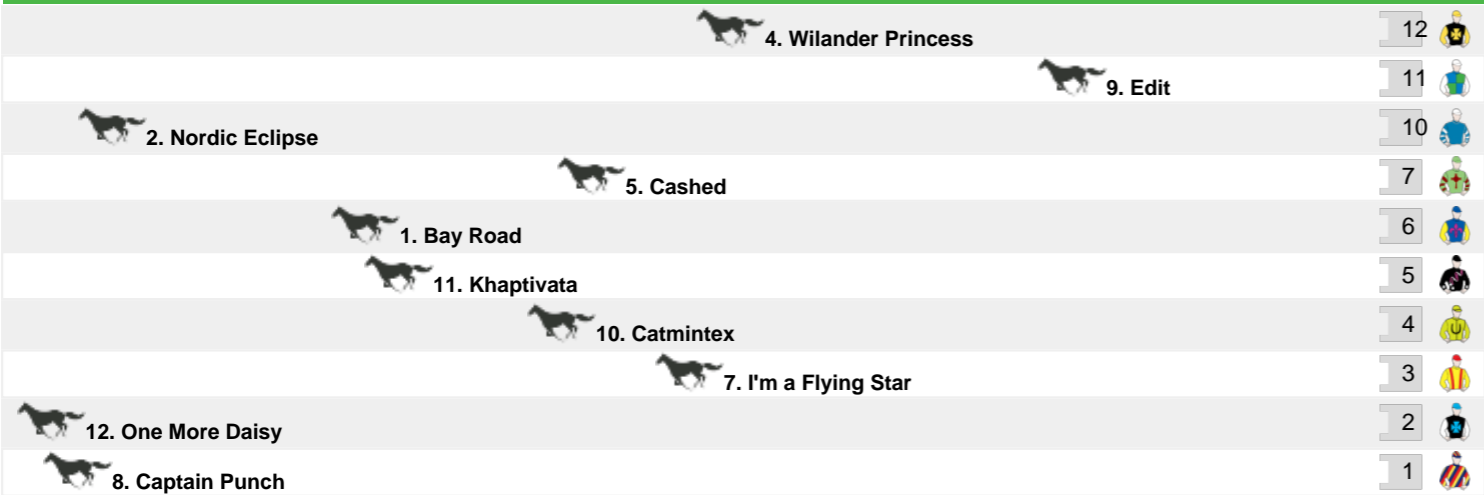 4. Wilander Princess 12
9. Edit 11
2. Nordic Eclipse 10
5. Cashed 7
1. Bay Road 6
11. Khaptivata 5
10. Catmintex 4
7. I'm a Flying Star 3
12. One More Daisy 2
8. Captain Punch 1